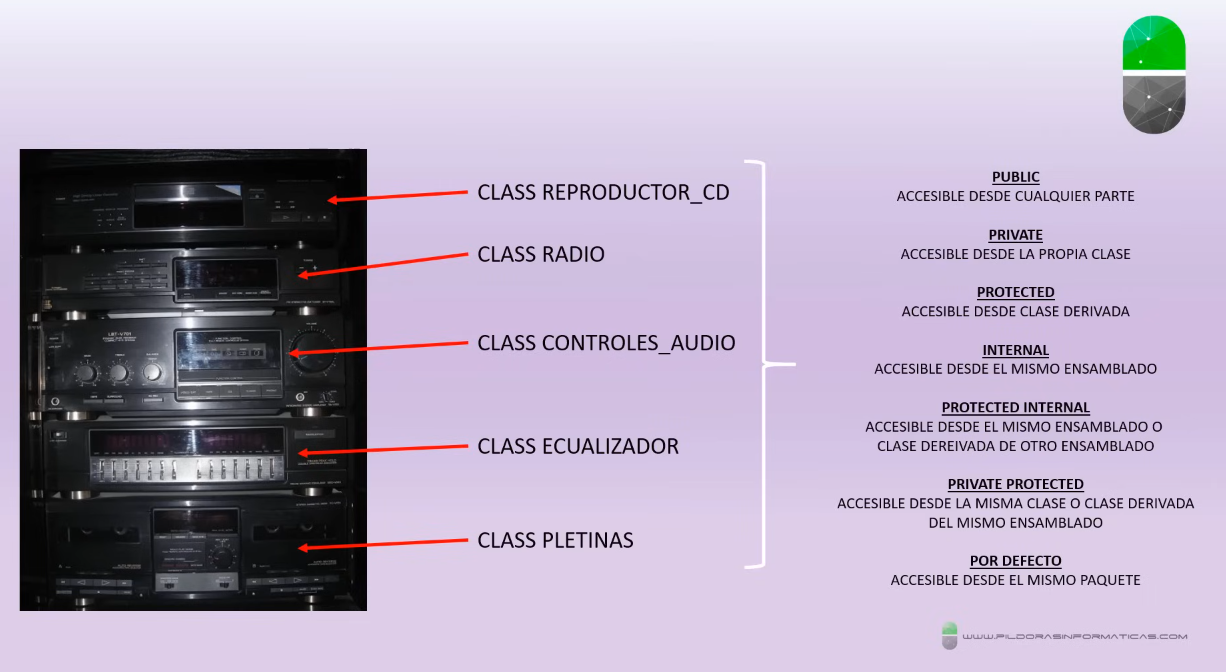 CLASS REPRODUCTOR_CD
CLASS RADIO
CLASS CONTROLES_AUDIO
CLASS ECUALIZADOR
CLASS PLETINAS
PUBLIC
ACCESIBLE DESDE CUALQUIER PARTE
PRIVATE
ACCESIBLE DESDE LA PROPIA CLASE
PROTECTED
ACCESIBLE DESDE CLASE DERIVADA
INTERNAL
ACCESIBLE DESDE EL MISMO ENSAMBLADO
PROTECTED INTERNAL
ACCESIBLE DESDE EL MISMO ENSAMBLADO O
CLASE DEREIVADA DE OTRO ENSAMBLADO
PRIVATE PROTECTED
ACCESIBLE DESDE LA MISMA CLASE O CLASE DERIVADA
DEL MISMO ENSAMBLADO
POR DEFECTO
ACCESIBLE DESDE EL MISMO PAQUETE
WWW.PILDORASINFORMATICAS.COM